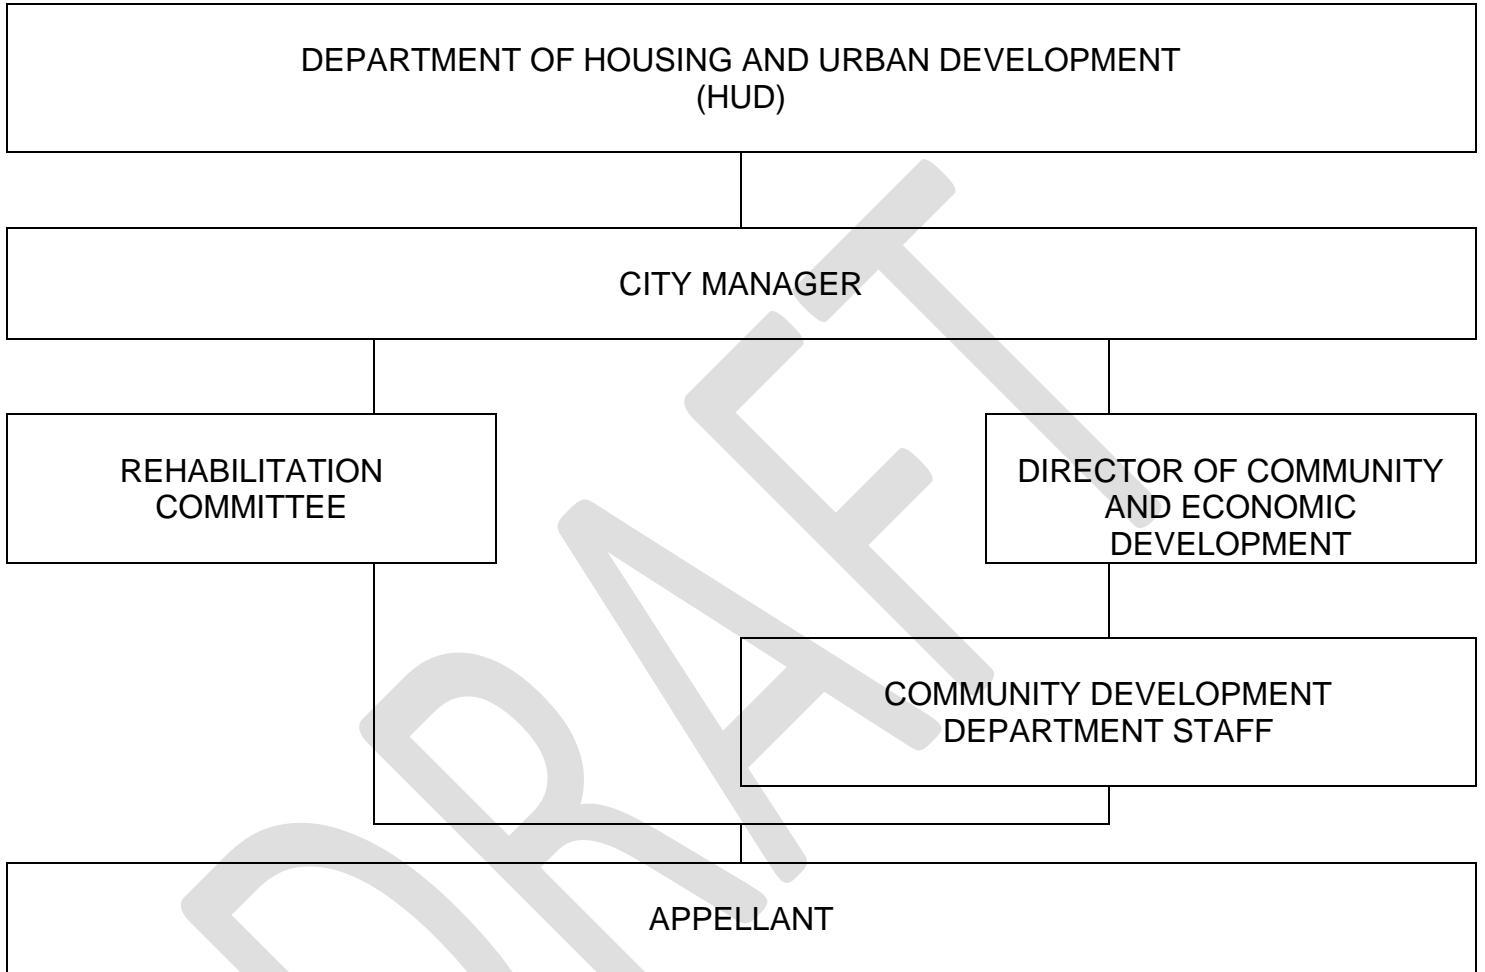 DEPARTMENT OF HOUSING AND URBAN DEVELOPMENT
(HUD)
CITY MANAGER
REHABILITATION
COMMITTEE
DIRECTOR OF COMMUNITY
AND ECONOMIC
DEVELOPMENT
COMMUNITY DEVELOPMENT
DEPARTMENT STAFF
APPELLANT
DRAFT